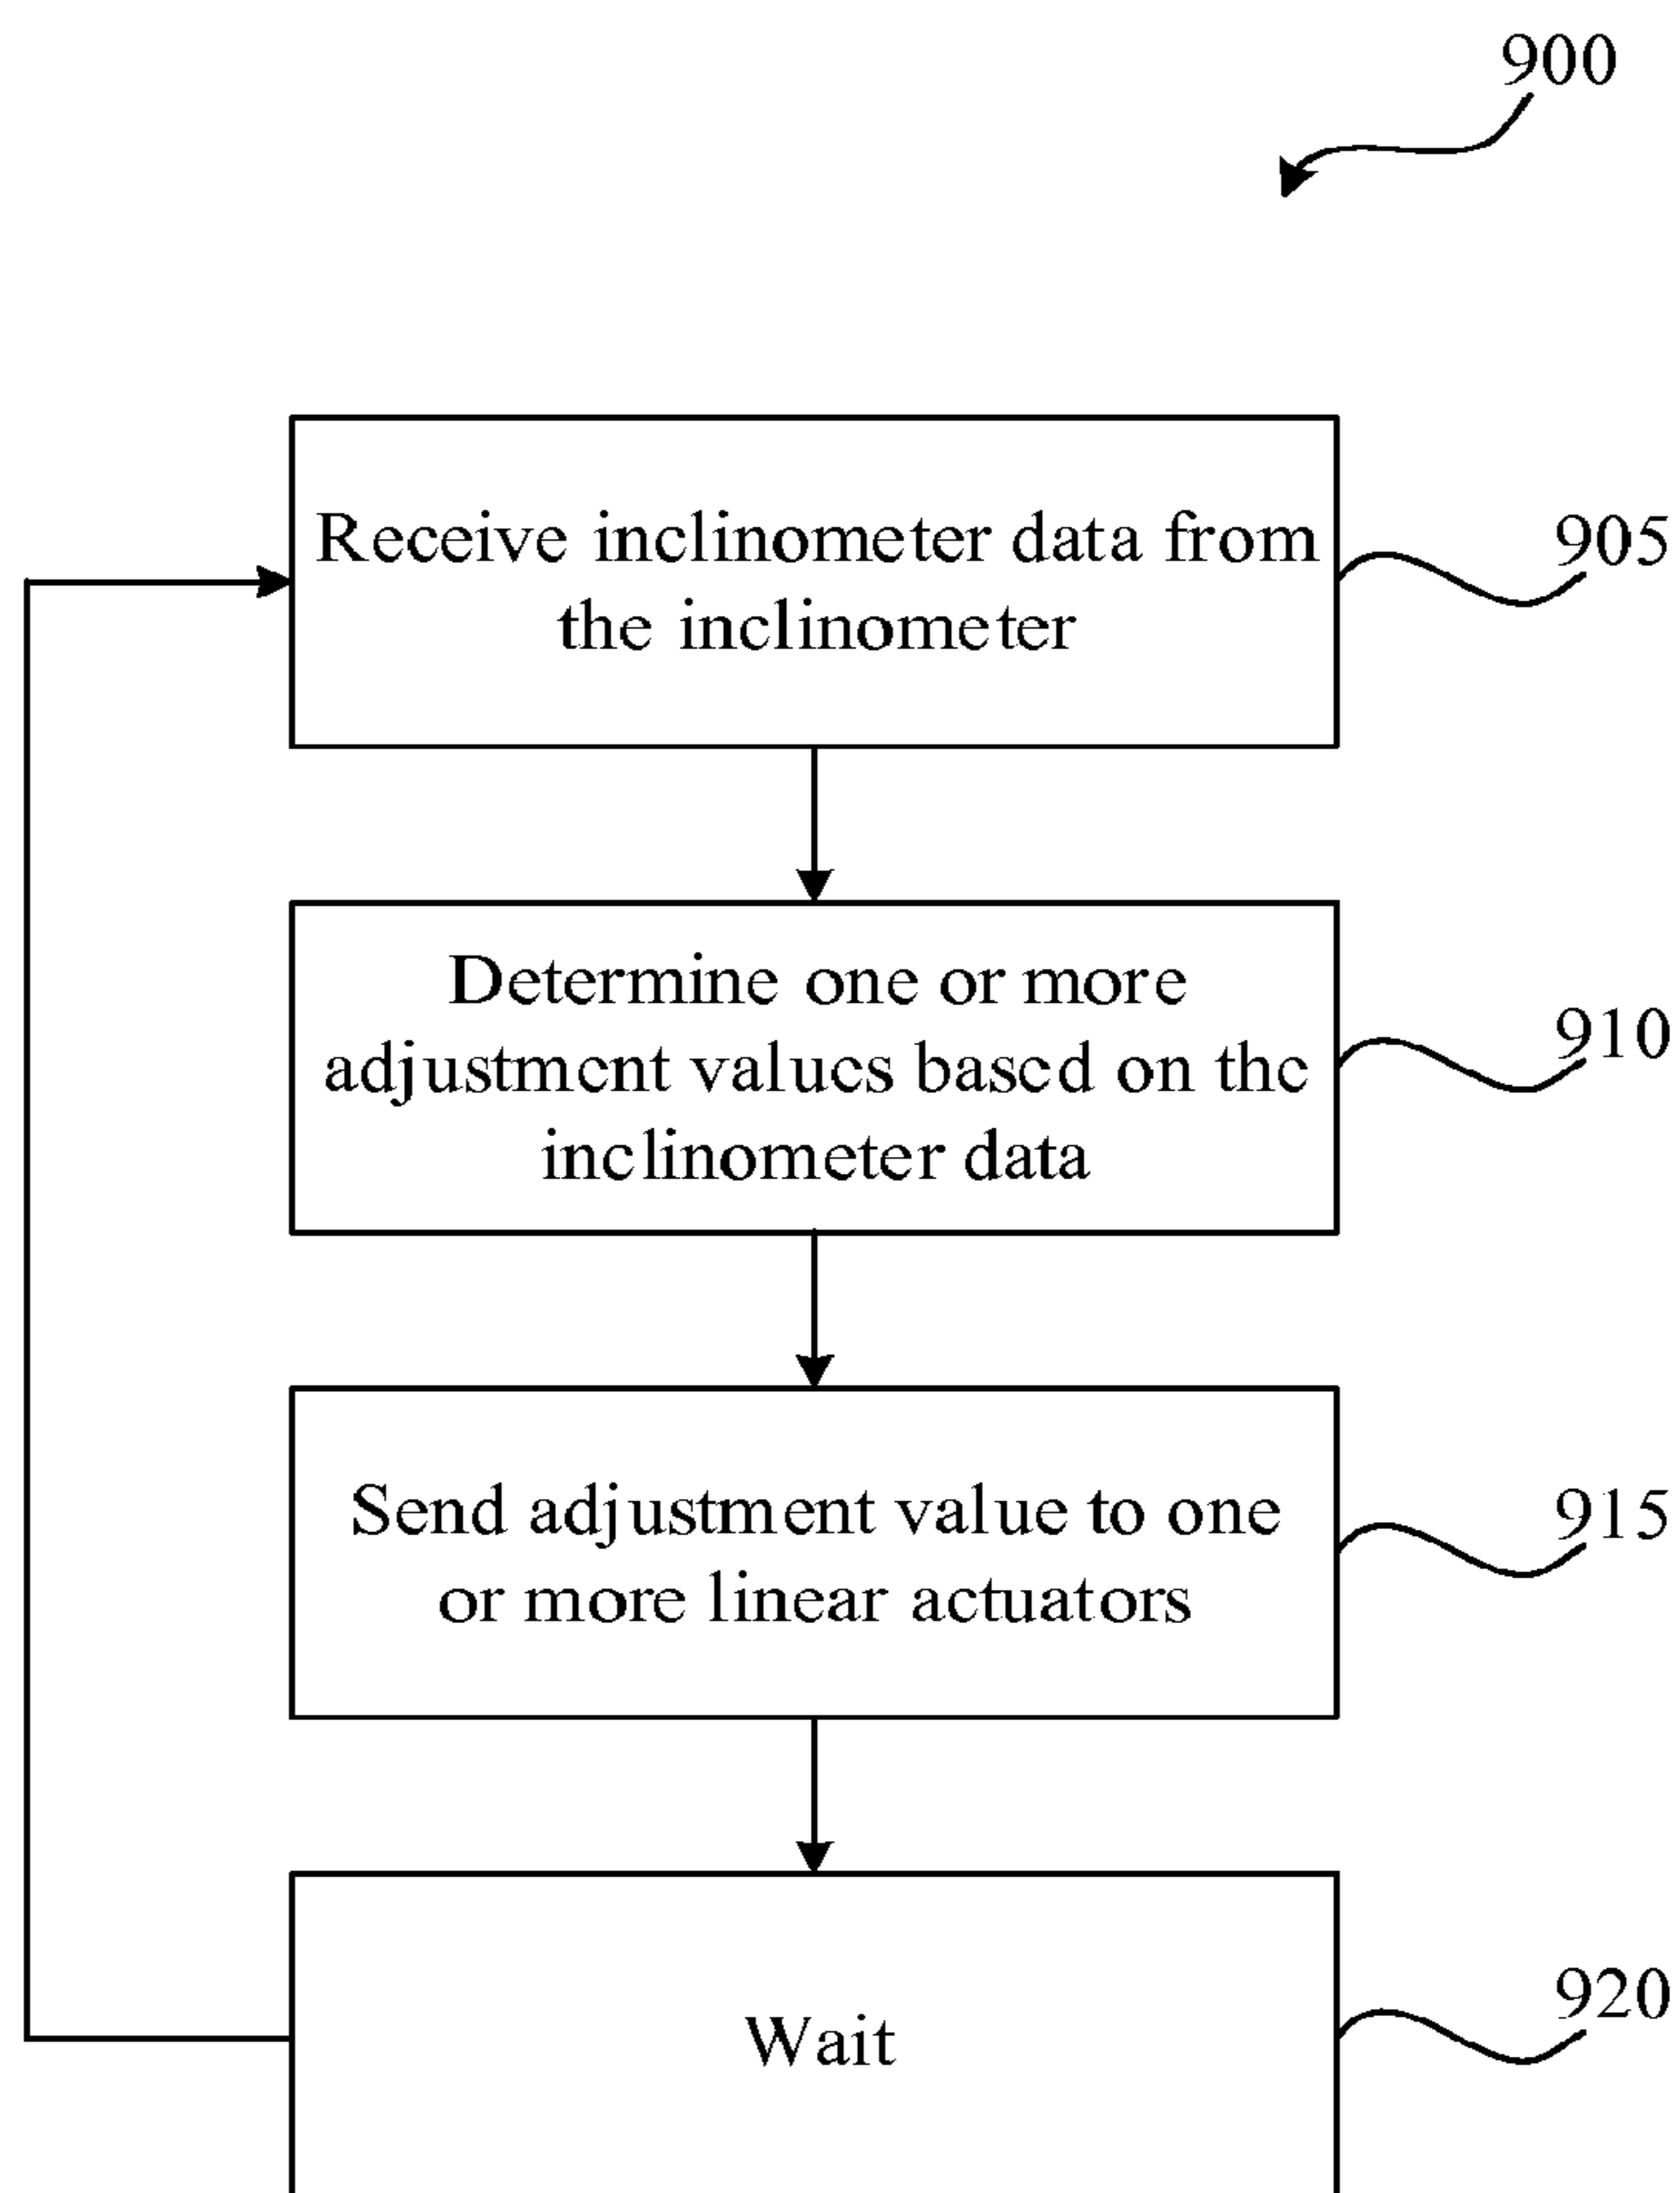 900
Receive inclinometer data from
the inclinometer
905
Determine one or more
adjustment values based on the
inclinometer data
910
Send adjustment value to one
or more linear actuators
915
Wait
920